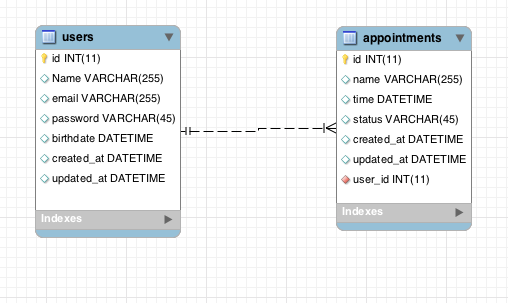 users
id INT(11)
Name VARCHAR(255)
email VARCHAR(255)
password VARCHAR(45)
birthdate DATETIME
created_at DATETIME
updated_at DATETIME
Indexes
appointments
id INT(11)
name VARCHAR(255)
time DATETIME
status VARCHAR(45)
created_at DATETIME
updated_at DATETIME
user_id INT(11)
Indexes